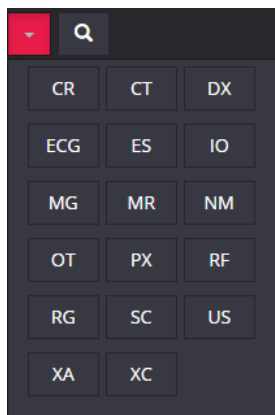 CR CT DX
ECG ES IO
MG MR NM
OT PX RF
RG SC US
XA XC